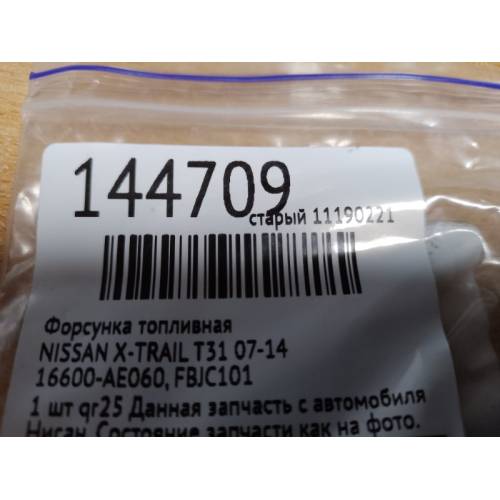 144709
старый 11190221
Форсунка топливная
NISSAN X-TRAIL T31 07-14
16600-AE060, FBJC101
1 шт qr25 Данная запчасть с автомобиля
Нисан. Состояние запчасти как на фото.